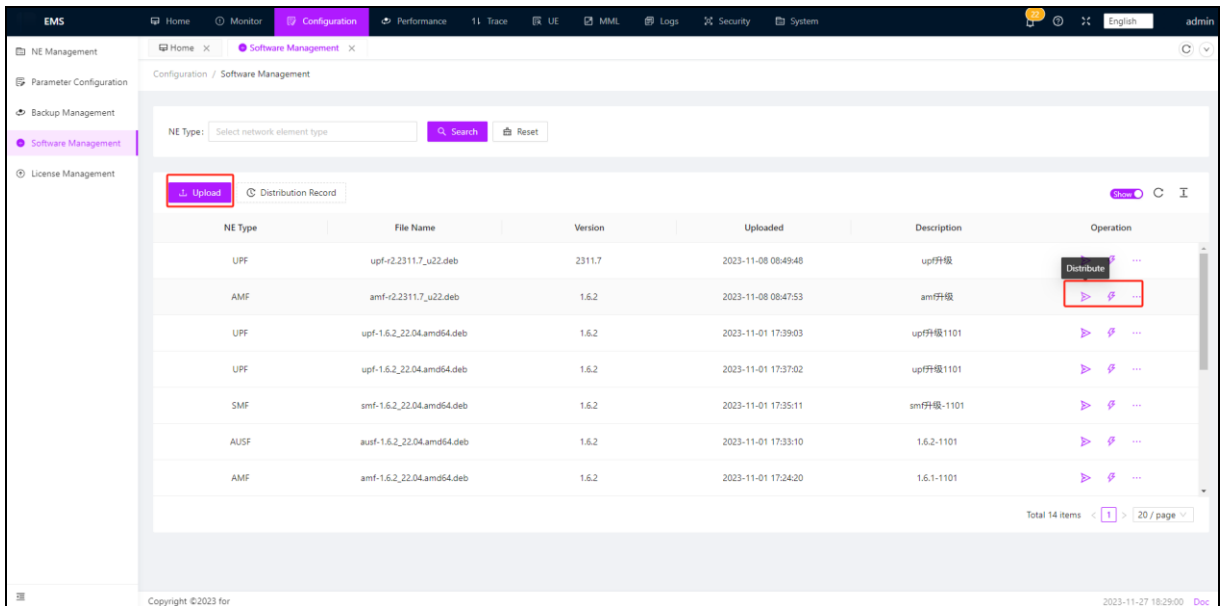 EMS Home Monitor Configuration Performance Trace UE MML Logs Security System 22 English admin
NE Management Home Software Management
Parameter Configuration Configuration / Software Management
Backup Management
NE Type: Select network element type Search Reset
Software Management
License Management
Upload Distribution Record Show
NE Type File Name Version Uploaded Description Operation
UPF upf-r2.2311.7_u22.deb 2311.7 2023-11-08 08:49:48 upf升级 ...
Distribute
AMF amf-r2.2311.7_u22.deb 1.6.2 2023-11-08 08:47:53 amf升级 ...
UPF upf-1.6.2_22.04.amd64.deb 1.6.2 2023-11-01 17:39:03 upf升级1101 ...
UPF upf-1.6.2_22.04.amd64.deb 1.6.2 2023-11-01 17:37:02 upf升级1101 ...
SMF smf-1.6.2_22.04.amd64.deb 1.6.2 2023-11-01 17:35:11 smf升级-1101 ...
AUSF ausf-1.6.2_22.04.amd64.deb 1.6.2 2023-11-01 17:33:10 1.6.2-1101 ...
AMF amf-1.6.2_22.04.amd64.deb 1.6.2 2023-11-01 17:24:20 1.6.1-1101 ...
Total 14 items < 1 > 20 / page
Copyright ©2023 for 2023-11-27 18:29:00 Doc